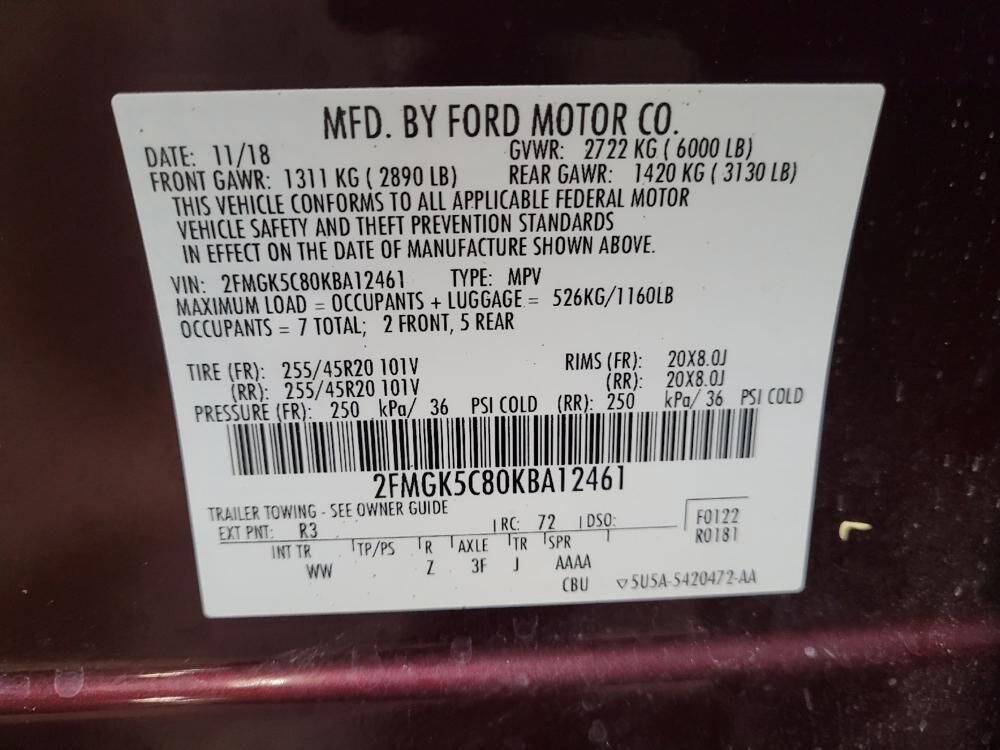 MFD. BY FORD MOTOR CO.
DATE: 11/18 GVWR: 2722 KG ( 6000 LB)
FRONT GAWR: 1311 KG ( 2890 LB) REAR GAWR: 1420 KG ( 3130 LB)
THIS VEHICLE CONFORMS TO ALL APPLICABLE FEDERAL MOTOR
VEHICLE SAFETY AND THEFT PREVENTION STANDARDS
IN EFFECT ON THE DATE OF MANUFACTURE SHOWN ABOVE.
VIN: 2FMGK5C80KBA12461 TYPE: MPV
MAXIMUM LOAD = OCCUPANTS + LUGGAGE = 526KG/1160LB
OCCUPANTS = 7 TOTAL; 2 FRONT, 5 REAR
TIRE (FR): 255/45R20 101V RIMS (FR): 20X8.0J
(RR): 255/45R20 101V (RR): 20X8.0J
PRESSURE (FR): 250 kPa/ 36 PSI COLD (RR): 250 kPa/ 36 PSI COLD
2FMGK5C80KBA12461
TRAILER TOWING - SEE OWNER GUIDE
EXT PNT: R3 RC: 72 DSO: F0122
R0181
INT TR TP/PS R AXLE TR SPR
WW Z 3F J AAAA
CBU ▽5U5A-5420472-AA